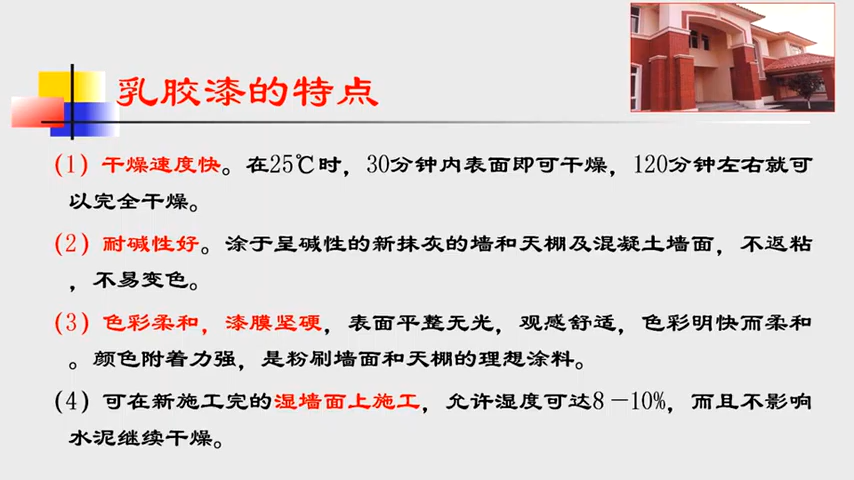 乳胶漆的特点
(1) 干燥速度快。在25℃时，30分钟内表面即可干燥，120分钟左右就可
以完全干燥。
(2) 耐碱性好。涂于呈碱性的新抹灰的墙和天棚及混凝土墙面，不返粘
，不易变色。
(3) 色彩柔和，漆膜坚硬，表面平整无光，观感舒适，色彩明快而柔和
。颜色附着力强，是粉刷墙面和天棚的理想涂料。
(4) 可在新施工完的湿墙面上施工，允许湿度可达8－10%，而且不影响
水泥继续干燥。